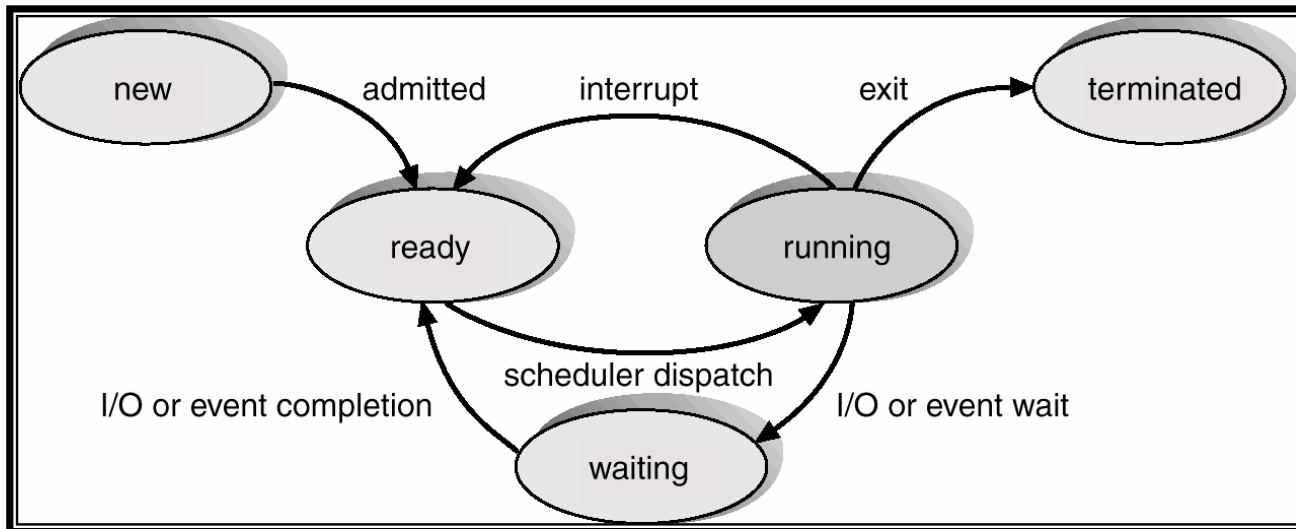 new
admitted
interrupt
exit
terminated
ready
running
scheduler dispatch
I/O or event completion
I/O or event wait
waiting